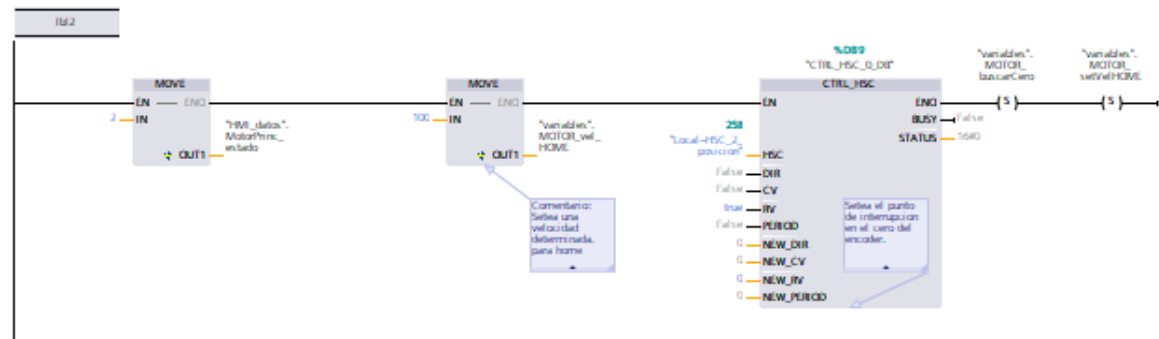 lbl2
MOVE
EN
ENO
2
IN
OUT1
"HMI_datos".
MotorPrinc_
estado
MOVE
EN
ENO
100
IN
OUT1
"variables".
MOTOR_vel_
HOME
Comentario:
Setea una
velocidad
determinada.
para home
%DB9
"CTRL_HSC_0_DB"
CTRL_HSC
EN
ENO
BUSY
False
STATUS
16#0
258
"Local~HSC_2_
posicion"
HSC
False
DIR
False
CV
true
RV
False
PERIOD
0
NEW_DIR
0
NEW_CV
0
NEW_RV
0
NEW_PERIOD
Setea el punto
de interrupcion
en el cero del
encoder.
"variables".
MOTOR_
buscarCero
S
"variables".
MOTOR_
setVelHOME
S